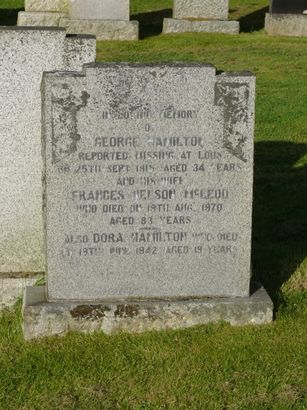 IN LOVING MEMORY
OF
GEORGE HAMILTON
REPORTED MISSING AT LOOS
ON 25TH SEPT. 1915, AGED 34 YEARS
AND HIS WIFE
FRANCES NELSON MCLEOD
WHO DIED ON 19TH AUG. 1970
AGED 83 YEARS
ALSO DORA HAMILTON WHO DIED
19TH 1942 AGED 19 YEARS